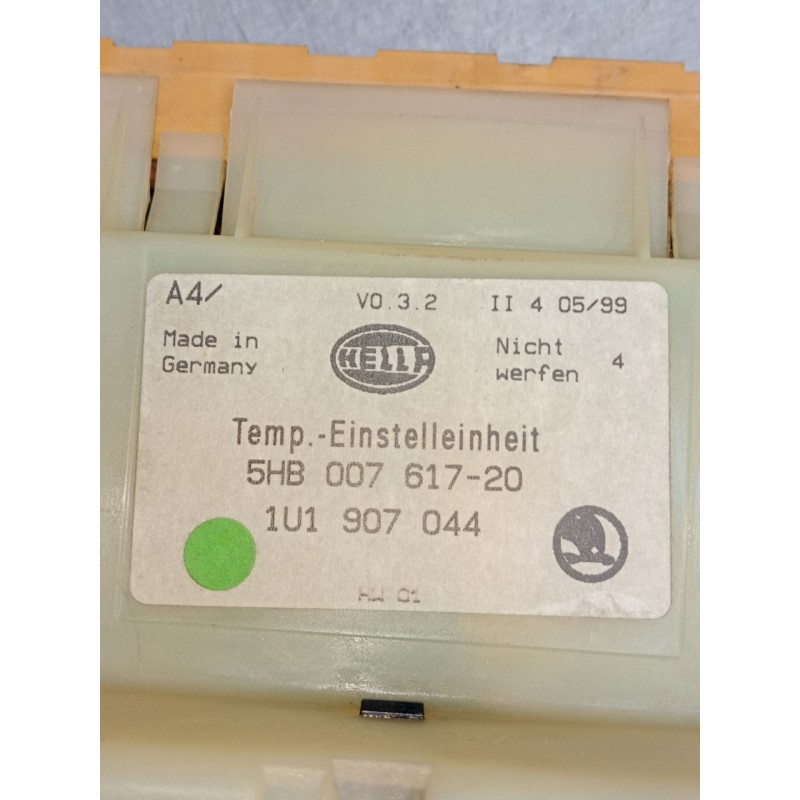 A4/ V0.3.2 II 4 05/99
Made in
Germany
HELLA
Nicht
werfen 4
Temp.-Einstelleinheit
5HB 007 617-20
1U1 907 044
HW 01